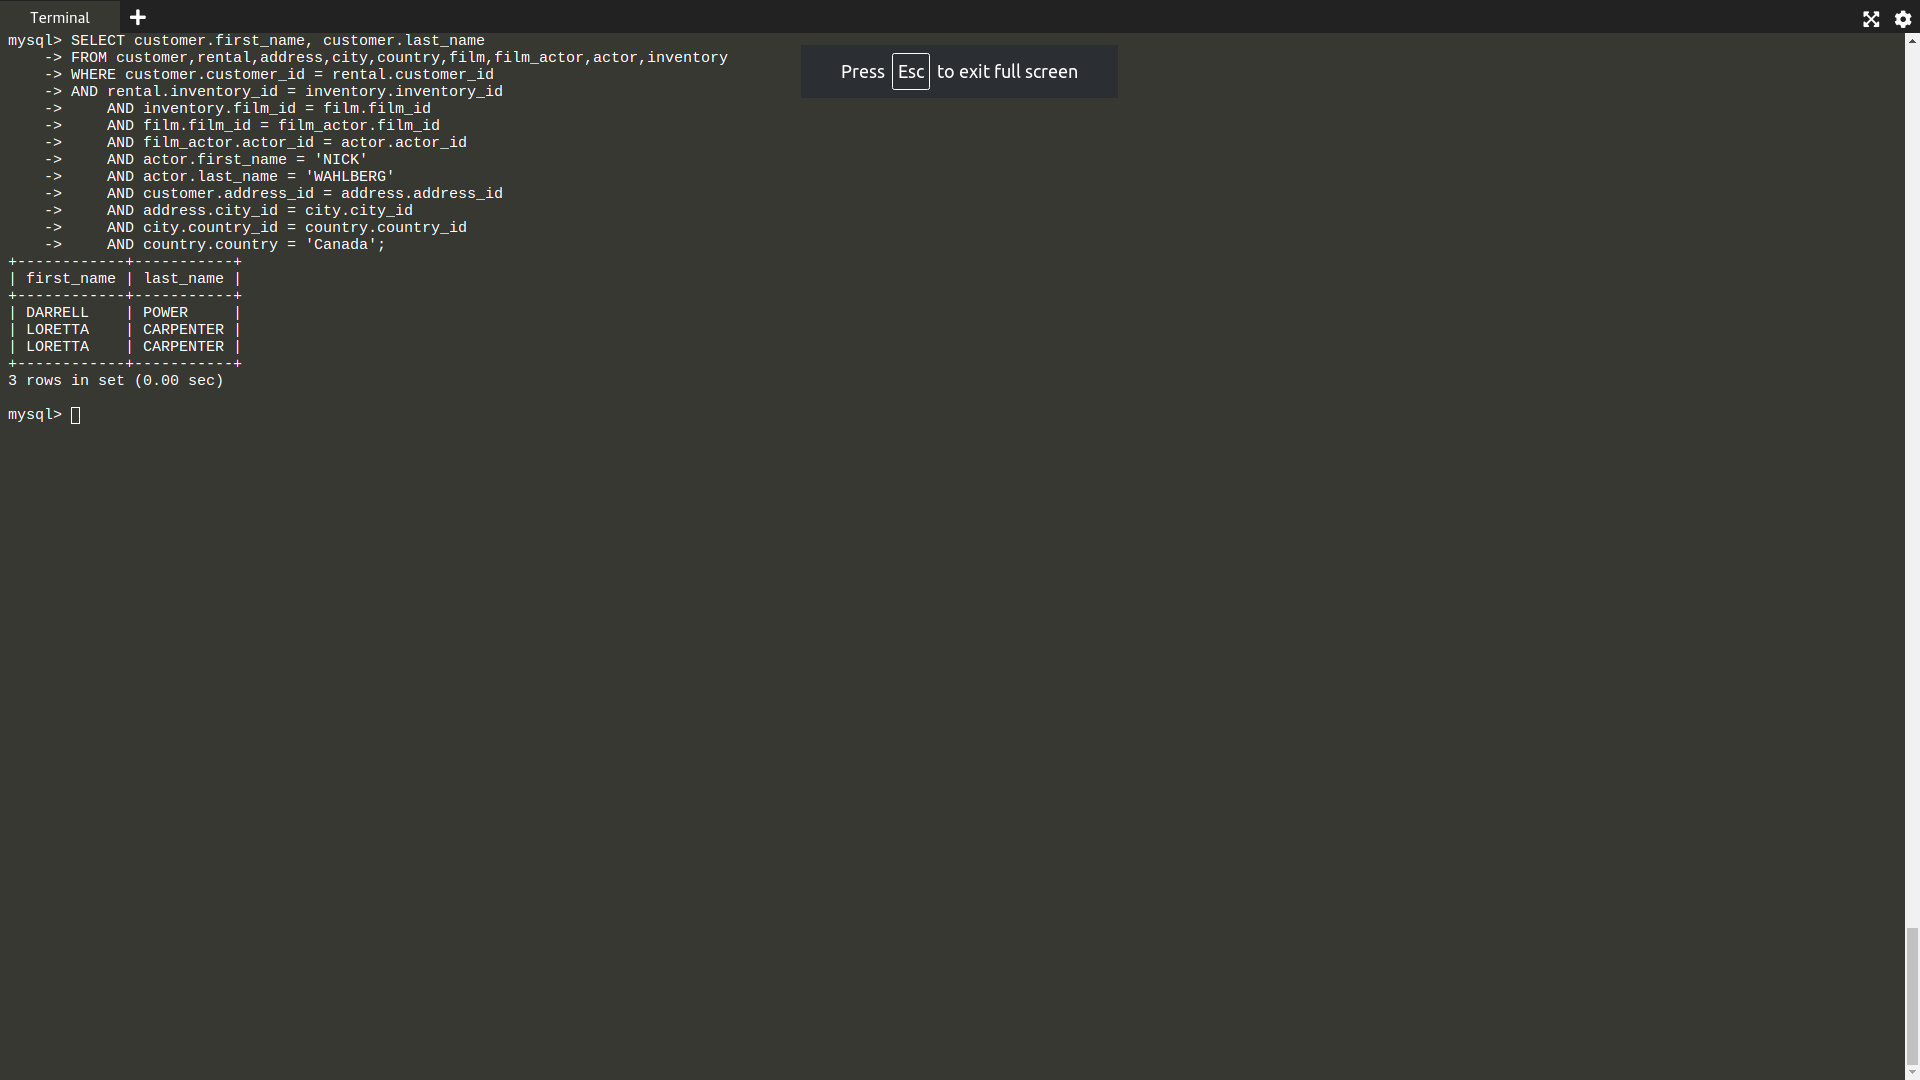 Terminal
mysql> SELECT customer.first_name, customer.last_name
    -> FROM customer,rental,address,city,country,film,film_actor,actor,inventory
    -> WHERE customer.customer_id = rental.customer_id
    -> AND rental.inventory_id = inventory.inventory_id
    ->     AND inventory.film_id = film.film_id
    ->     AND film.film_id = film_actor.film_id
    ->     AND film_actor.actor_id = actor.actor_id
    ->     AND actor.first_name = 'NICK'
    ->     AND actor.last_name = 'WAHLBERG'
    ->     AND customer.address_id = address.address_id
    ->     AND address.city_id = city.city_id
    ->     AND city.country_id = country.country_id
    ->     AND country.country = 'Canada';
+------------+-----------+
| first_name | last_name |
+------------+-----------+
| DARRELL    | POWER     |
| LORETTA    | CARPENTER |
| LORETTA    | CARPENTER |
+------------+-----------+
3 rows in set (0.00 sec)
mysql>
Press Esc to exit full screen